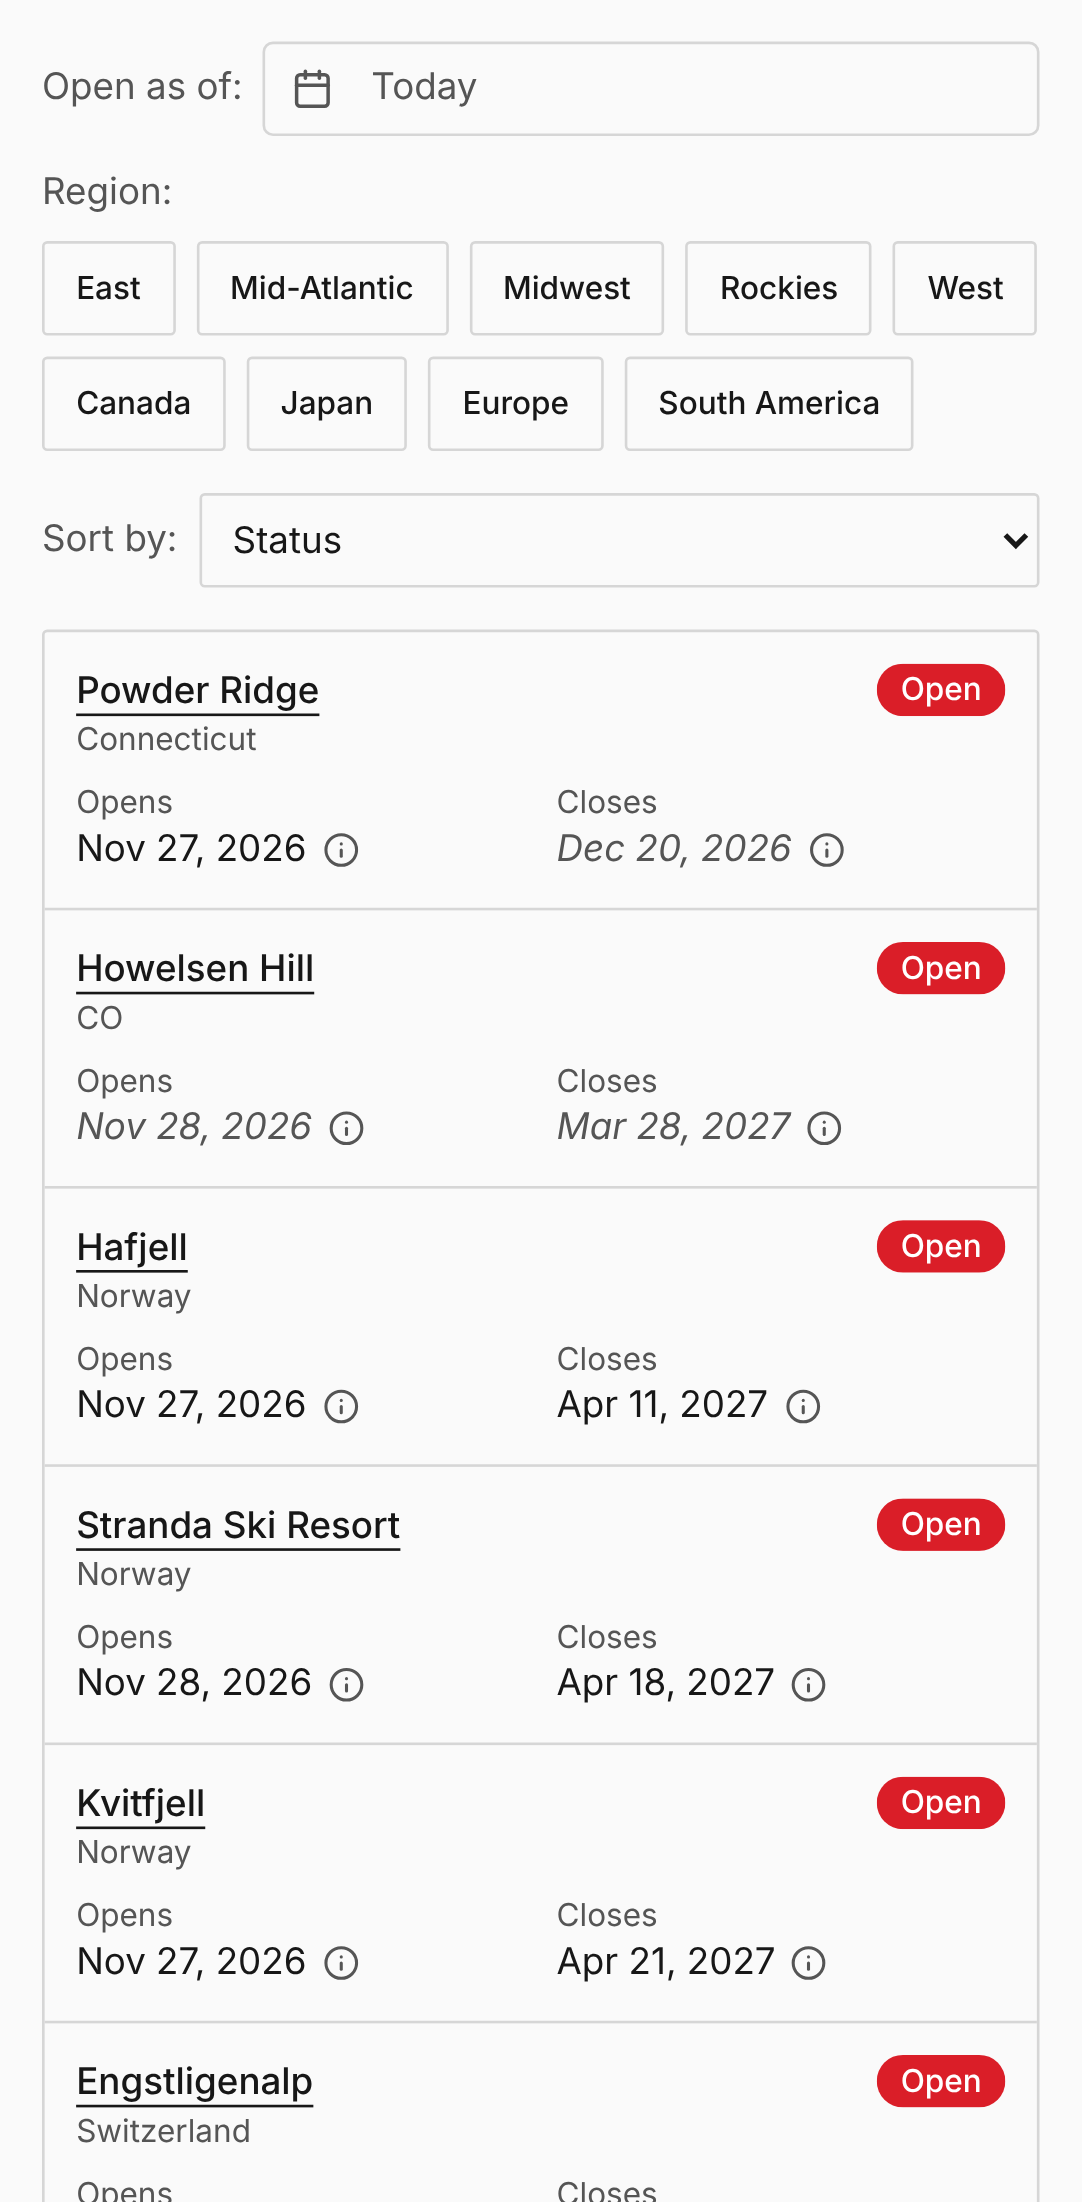 Open as of: Today
Region:
East Mid-Atlantic Midwest Rockies West
Canada Japan Europe South America
Sort by: Status
Powder Ridge Open
Connecticut
Opens Closes
Nov 27, 2026 Dec 20, 2026
Howelsen Hill Open
CO
Opens Closes
Nov 28, 2026 Mar 28, 2027
Hafjell Open
Norway
Opens Closes
Nov 27, 2026 Apr 11, 2027
Stranda Ski Resort Open
Norway
Opens Closes
Nov 28, 2026 Apr 18, 2027
Kvitfjell Open
Norway
Opens Closes
Nov 27, 2026 Apr 21, 2027
Engstligenalp Open
Switzerland
Opens Closes